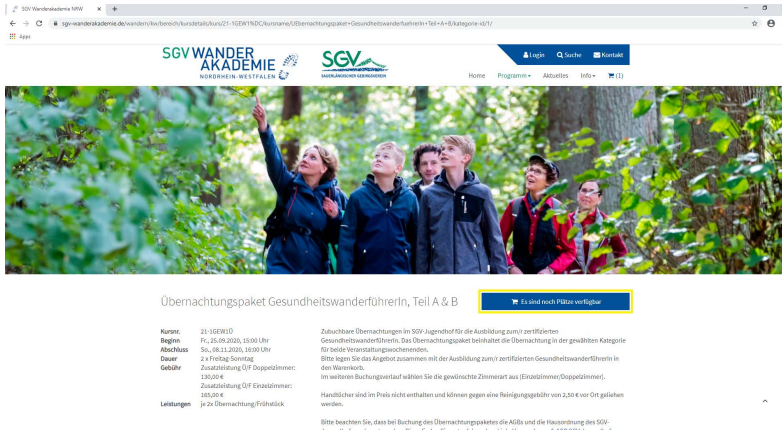 SGV Wanderakademie NRW
sgv-wanderakademie.de/wandern/kw/bereich/kursdetails/kurs/21-1GEW1%DC/kursname/UEbernachtungspaket+GesundheitswanderfuehrerIn+Teil+A+B/kategorie-id/1/
Apps
SGV WANDER AKADEMIE
NORDRHEIN-WESTFALEN
SGV
SAUERLÄNDISCHER GEBIRGSVEREIN
Login Suche Kontakt
Home Programm Aktuelles Info (1)
Übernachtungspaket GesundheitswanderführerIn, Teil A & B
Es sind noch Plätze verfügbar
Kursnr. 21-1GEW1Ü
Beginn Fr., 25.09.2020, 15:00 Uhr
Abschluss So., 08.11.2020, 16:00 Uhr
Dauer 2 x Freitag-Sonntag
Gebühr Zusatzleistung Ü/F Doppelzimmer:
130,00 €
Zusatzleistung Ü/F Einzelzimmer:
165,00 €
Leistungen je 2x Übernachtung/Frühstück
Zubuchbare Übernachtungen im SGV-Jugendhof für die Ausbildung zum/r zertifizierten
GesundheitswanderführerIn. Das Übernachtungspaket beinhaltet die Übernachtung in der gewählten Kategorie
für beide Veranstaltungswochenenden.
Bitte legen Sie das Angebot zusammen mit der Ausbildung zum/r zertifizierten GesundheitswanderführerIn in
den Warenkorb.
Im weiteren Buchungsverlauf wählen Sie die gewünschte Zimmerart aus (Einzelzimmer/Doppelzimmer).
Handtücher sind im Preis nicht enthalten und können gegen eine Reinigungsgebühr von 2,50 € vor Ort geliehen
werden.
Bitte beachten Sie, dass bei Buchung des Übernachtungspaketes die AGBs und die Hausordnung des SGV-